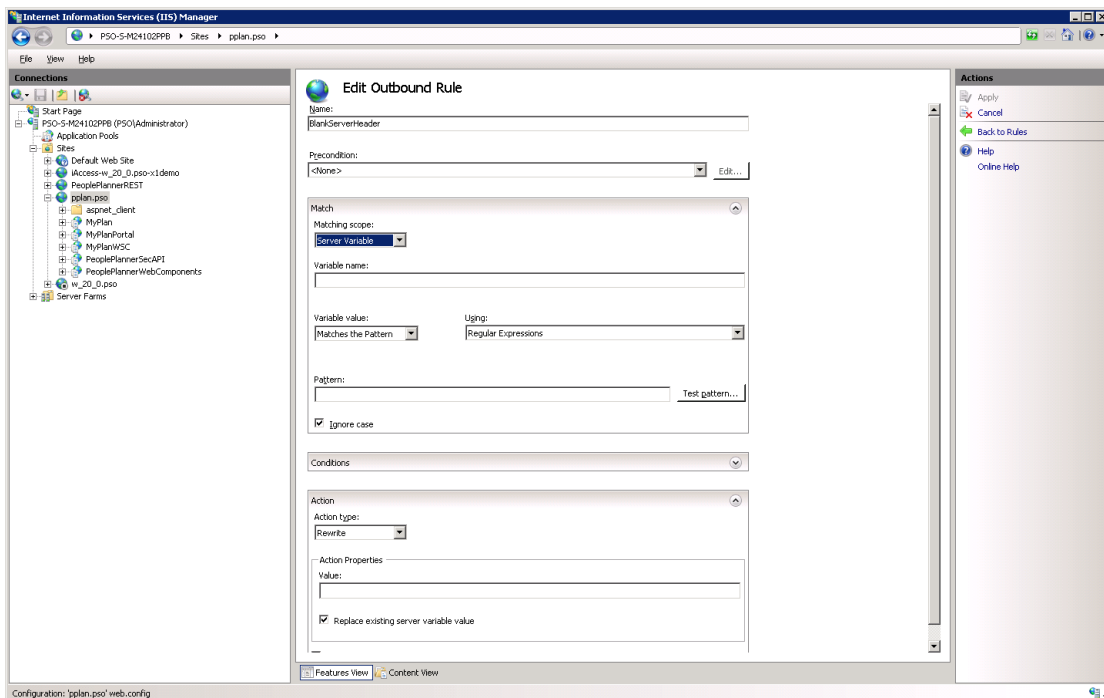 Internet Information Services (IIS) Manager
PSO-S-M24102PPB Sites pplan.pso
File View Help
Connections
Start Page
PSO-S-M24102PPB (PSO\Administrator)
Application Pools
Sites
Default Web Site
iAccess-w_20_0.pso-x1demo
PeoplePlannerREST
pplan.pso
aspnet_client
MyPlan
MyPlanPortal
MyPlanWSC
PeoplePlannerSecAPI
PeoplePlannerWebComponents
w_20_0.pso
Server Farms
Edit Outbound Rule
Name:
BlankServerHeader
Precondition:
<None>
Edit...
Match
Matching scope:
Server Variable
Variable name:
Variable value: Using:
Matches the Pattern Regular Expressions
Pattern:
Test pattern...
Ignore case
Conditions
Action
Action type:
Rewrite
Action Properties
Value:
Replace existing server variable value
Features View Content View
Actions
Apply
Cancel
Back to Rules
Help
Online Help
Configuration: 'pplan.pso' web.config